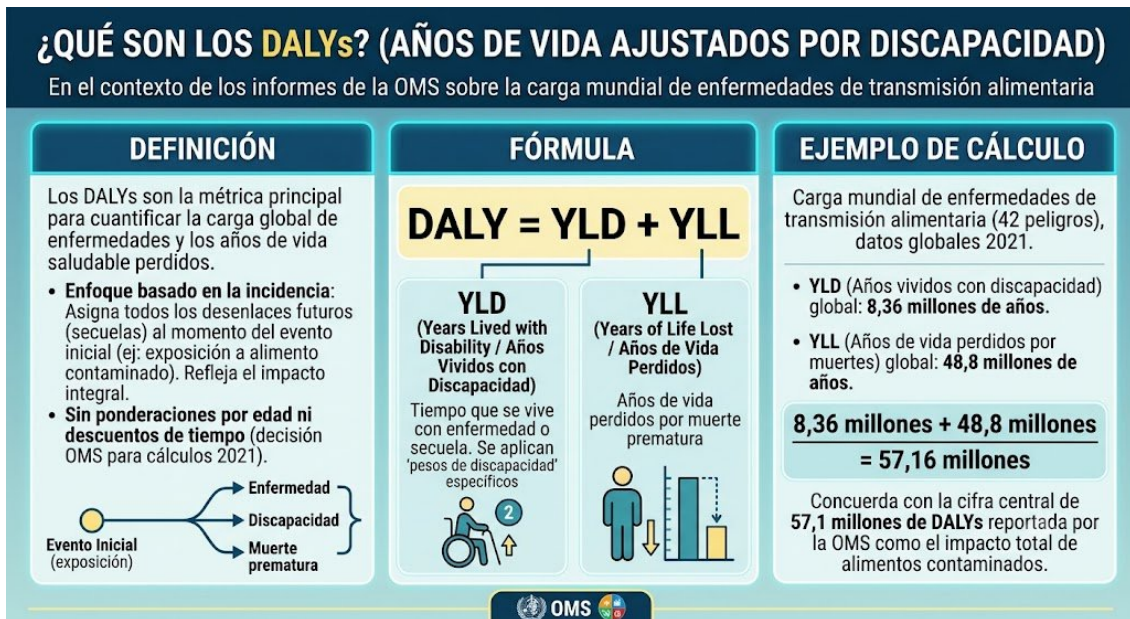 ¿QUÉ SON LOS DALYs? (AÑOS DE VIDA AJUSTADOS POR DISCAPACIDAD)
En el contexto de los informes de la OMS sobre la carga mundial de enfermedades de transmisión alimentaria
DEFINICIÓN
Los DALYs son la métrica principal
para cuantificar la carga global de
enfermedades y los años de vida
saludable perdidos.
• Enfoque basado en la incidencia:
Asigna todos los desenlaces futuros
(secuelas) al momento del evento
inicial (ej: exposición a alimento
contaminado). Refleja el impacto
integral.
• Sin ponderaciones por edad ni
descuentos de tiempo (decisión
OMS para cálculos 2021).
Evento Inicial
(exposición)
Enfermedad
Discapacidad
Muerte
prematura
FÓRMULA
DALY = YLD + YLL
YLD
(Years Lived with
Disability / Años
Vividos con
Discapacidad)
Tiempo que se vive
con enfermedad o
secuela. Se aplican
'pesos de discapacidad'
específicos
2
YLL
(Years of Life Lost
/ Años de Vida
Perdidos)
Años de vida
perdidos por muerte
prematura
EJEMPLO DE CÁLCULO
Carga mundial de enfermedades de
transmisión alimentaria (42 peligros),
datos globales 2021.
• YLD (Años vividos con discapacidad)
global: 8,36 millones de años.
• YLL (Años de vida perdidos por
muertes) global: 48,8 millones de
años.
8,36 millones + 48,8 millones
= 57,16 millones
Concuerda con la cifra central de
57,1 millones de DALYs reportada por
la OMS como el impacto total de
alimentos contaminados.
OMS